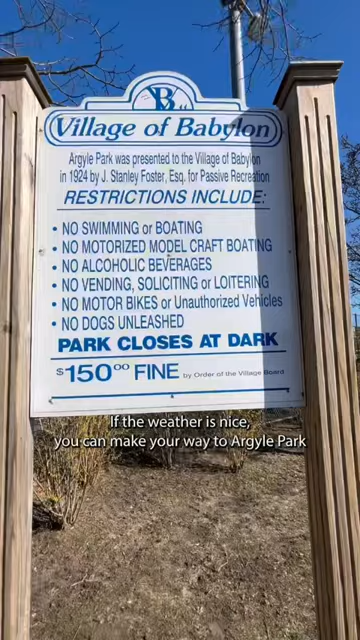 VB
Village of Babylon
Argyle Park was presented to the Village of Babylon
in 1924 by J. Stanley Foster, Esq. for Passive Recreation
RESTRICTIONS INCLUDE:
• NO SWIMMING or BOATING
• NO MOTORIZED MODEL CRAFT BOATING
• NO ALCOHOLIC BEVERAGES
• NO VENDING, SOLICITING or LOITERING
• NO MOTOR BIKES or Unauthorized Vehicles
• NO DOGS UNLEASHED
PARK CLOSES AT DARK
$150⁰⁰ FINE by Order of the Village Board
If the weather is nice,
you can make your way to Argyle Park